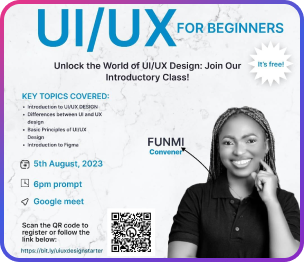 UI/UX FOR BEGINNERS
Unlock the World of UI/UX Design: Join Our
Introductory Class!
It's free!
KEY TOPICS COVERED:
Introduction to UI/UX DESIGN
Differences between UI and UX
design
Basic Principles of UI/UX
Design
Introduction to Figma
FUNMI
Convener
5th August, 2023
6pm prompt
Google meet
Scan the QR code to
register or follow the
link below:
https://bit.ly/uiuxdesignstarter